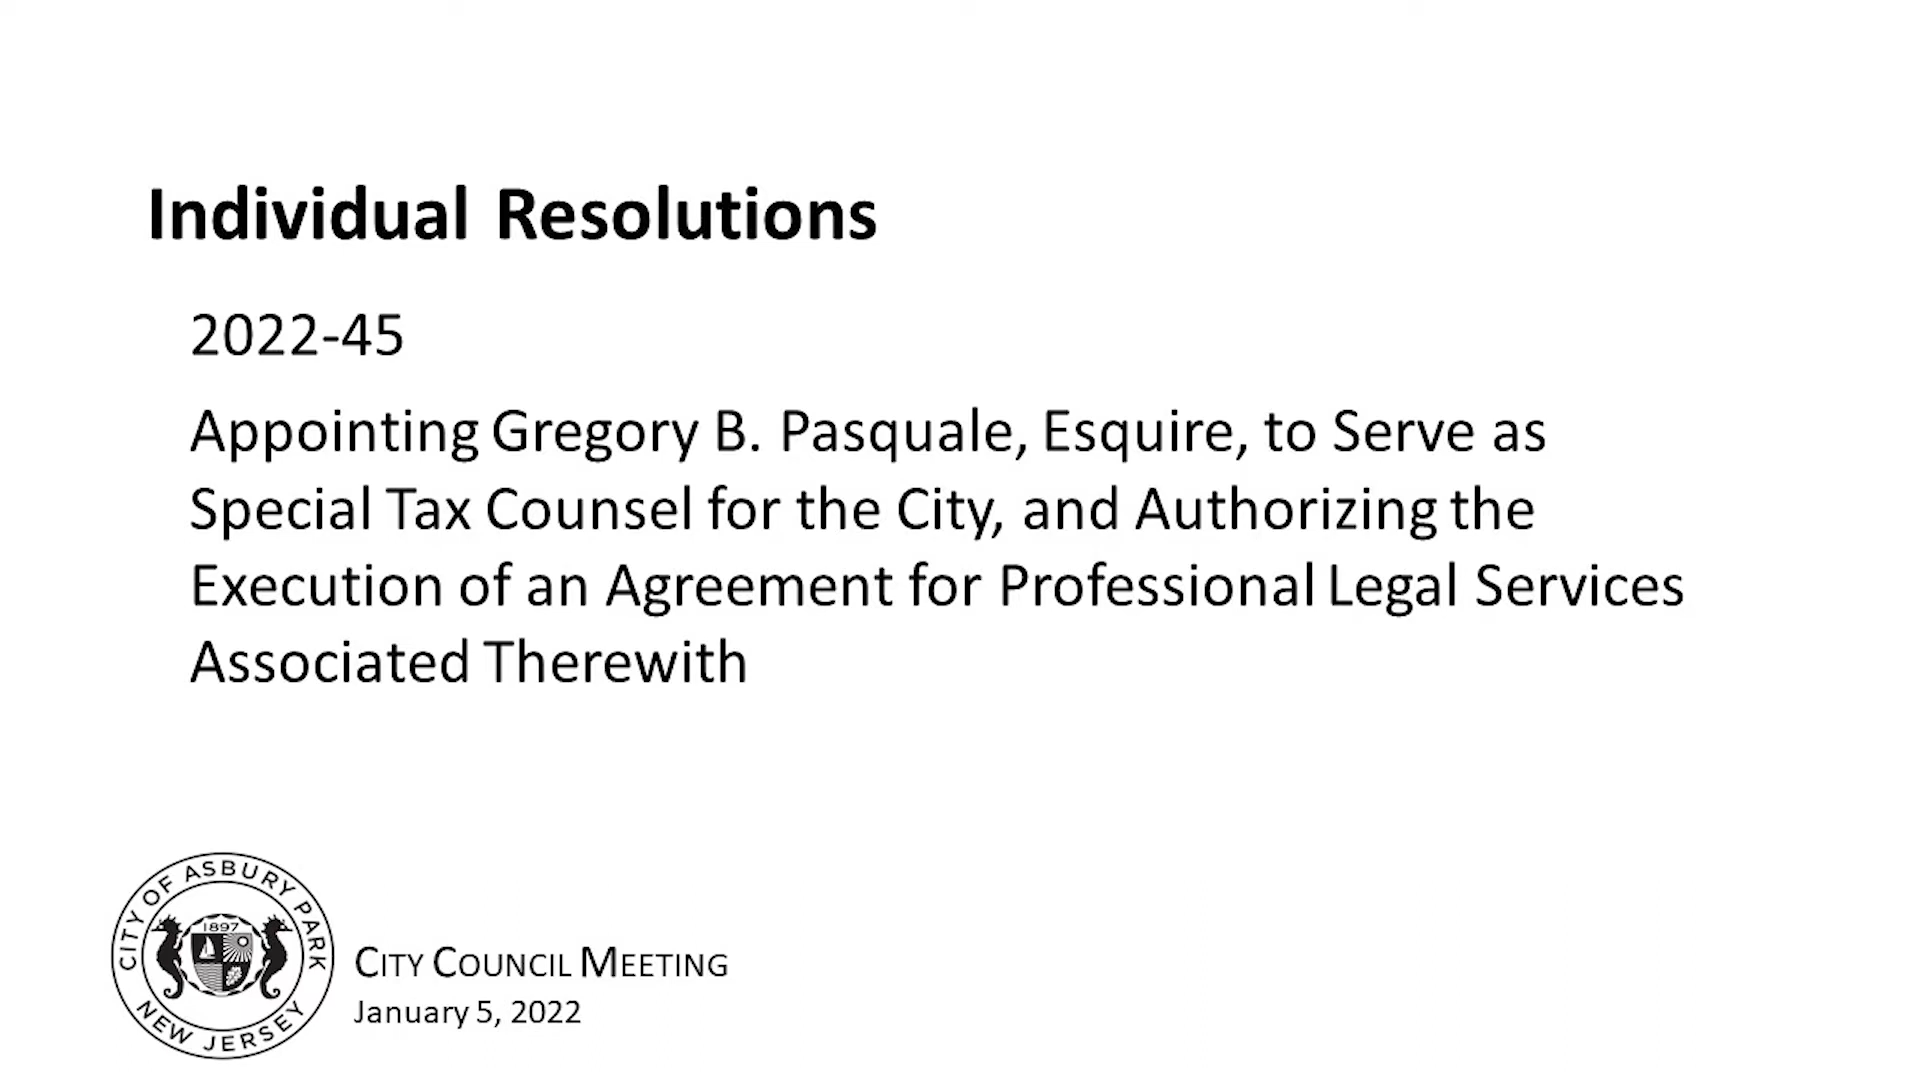 Individual Resolutions
2022-45
Appointing Gregory B. Pasquale, Esquire, to Serve as
Special Tax Counsel for the City, and Authorizing the
Execution of an Agreement for Professional Legal Services
Associated Therewith
CITY OF ASBURY PARK
1897
NEW JERSEY
CITY COUNCIL MEETING
January 5, 2022